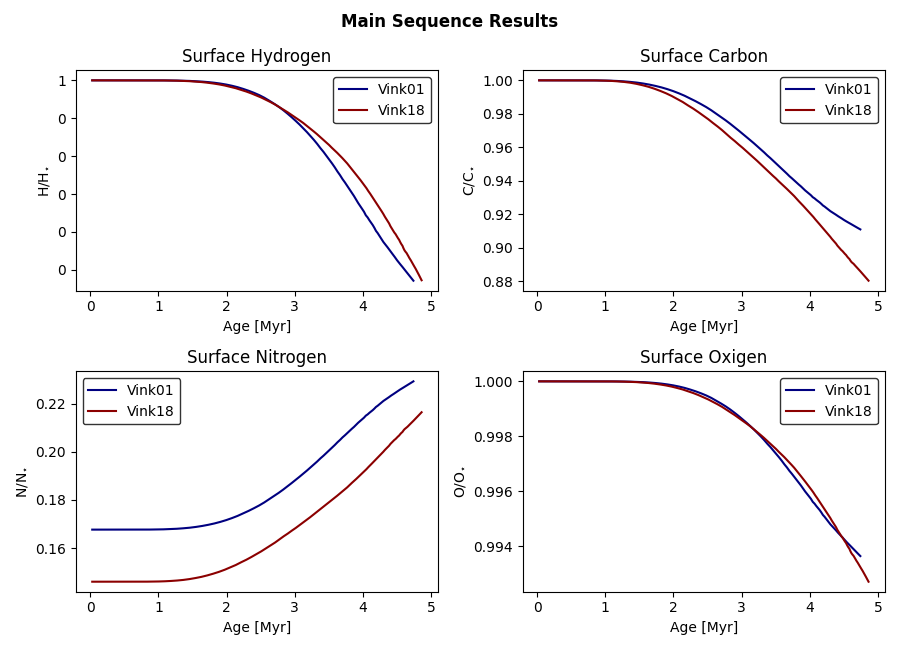 Main Sequence Results
Surface Hydrogen
1
0
0
0
0
0
H/H⋆
Vink01
Vink18
0 1 2 3 4 5
Age [Myr]
Surface Carbon
1.00
0.98
0.96
0.94
0.92
0.90
0.88
C/C⋆
Vink01
Vink18
0 1 2 3 4 5
Age [Myr]
Surface Nitrogen
0.22
0.20
0.18
0.16
N/N⋆
Vink01
Vink18
0 1 2 3 4 5
Age [Myr]
Surface Oxigen
1.000
0.998
0.996
0.994
O/O⋆
Vink01
Vink18
0 1 2 3 4 5
Age [Myr]